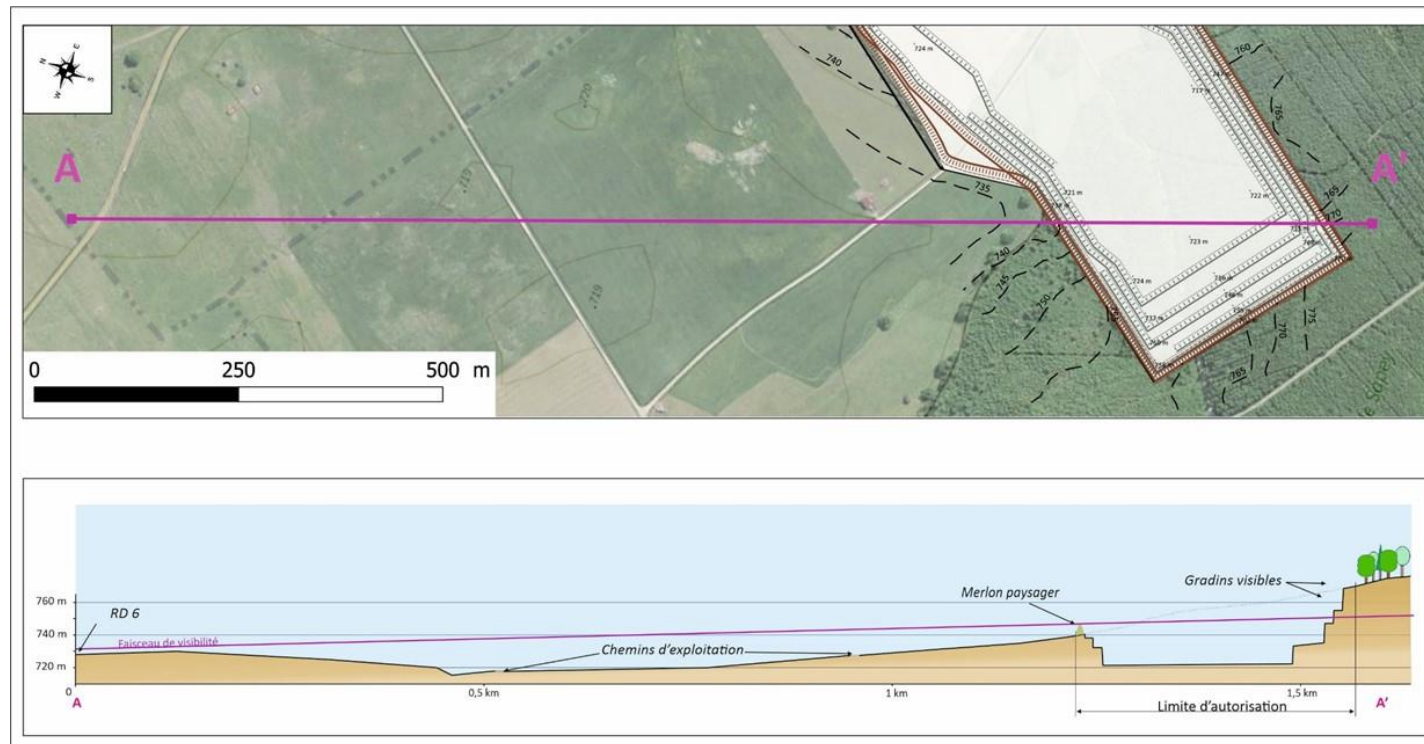 N
E
S
W
740
724 m
760
717 m
765
720
719
A
A'
735
721 m
722 m
765
770
723 m
740
745
750
724 m
719
775
770
765
0 250 500 m
760 m
740 m
720 m
RD 6
Faisceau de visibilité
Chemins d'exploitation
Merlon paysager
Gradins visibles
0
0,5 km
1 km
1,5 km
A
Limite d'autorisation
A'